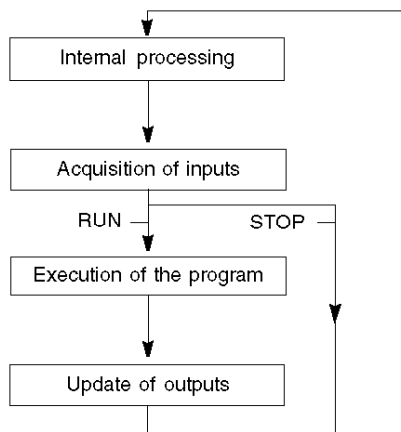 Internal processing
Acquisition of inputs
RUN
STOP
Execution of the program
Update of outputs